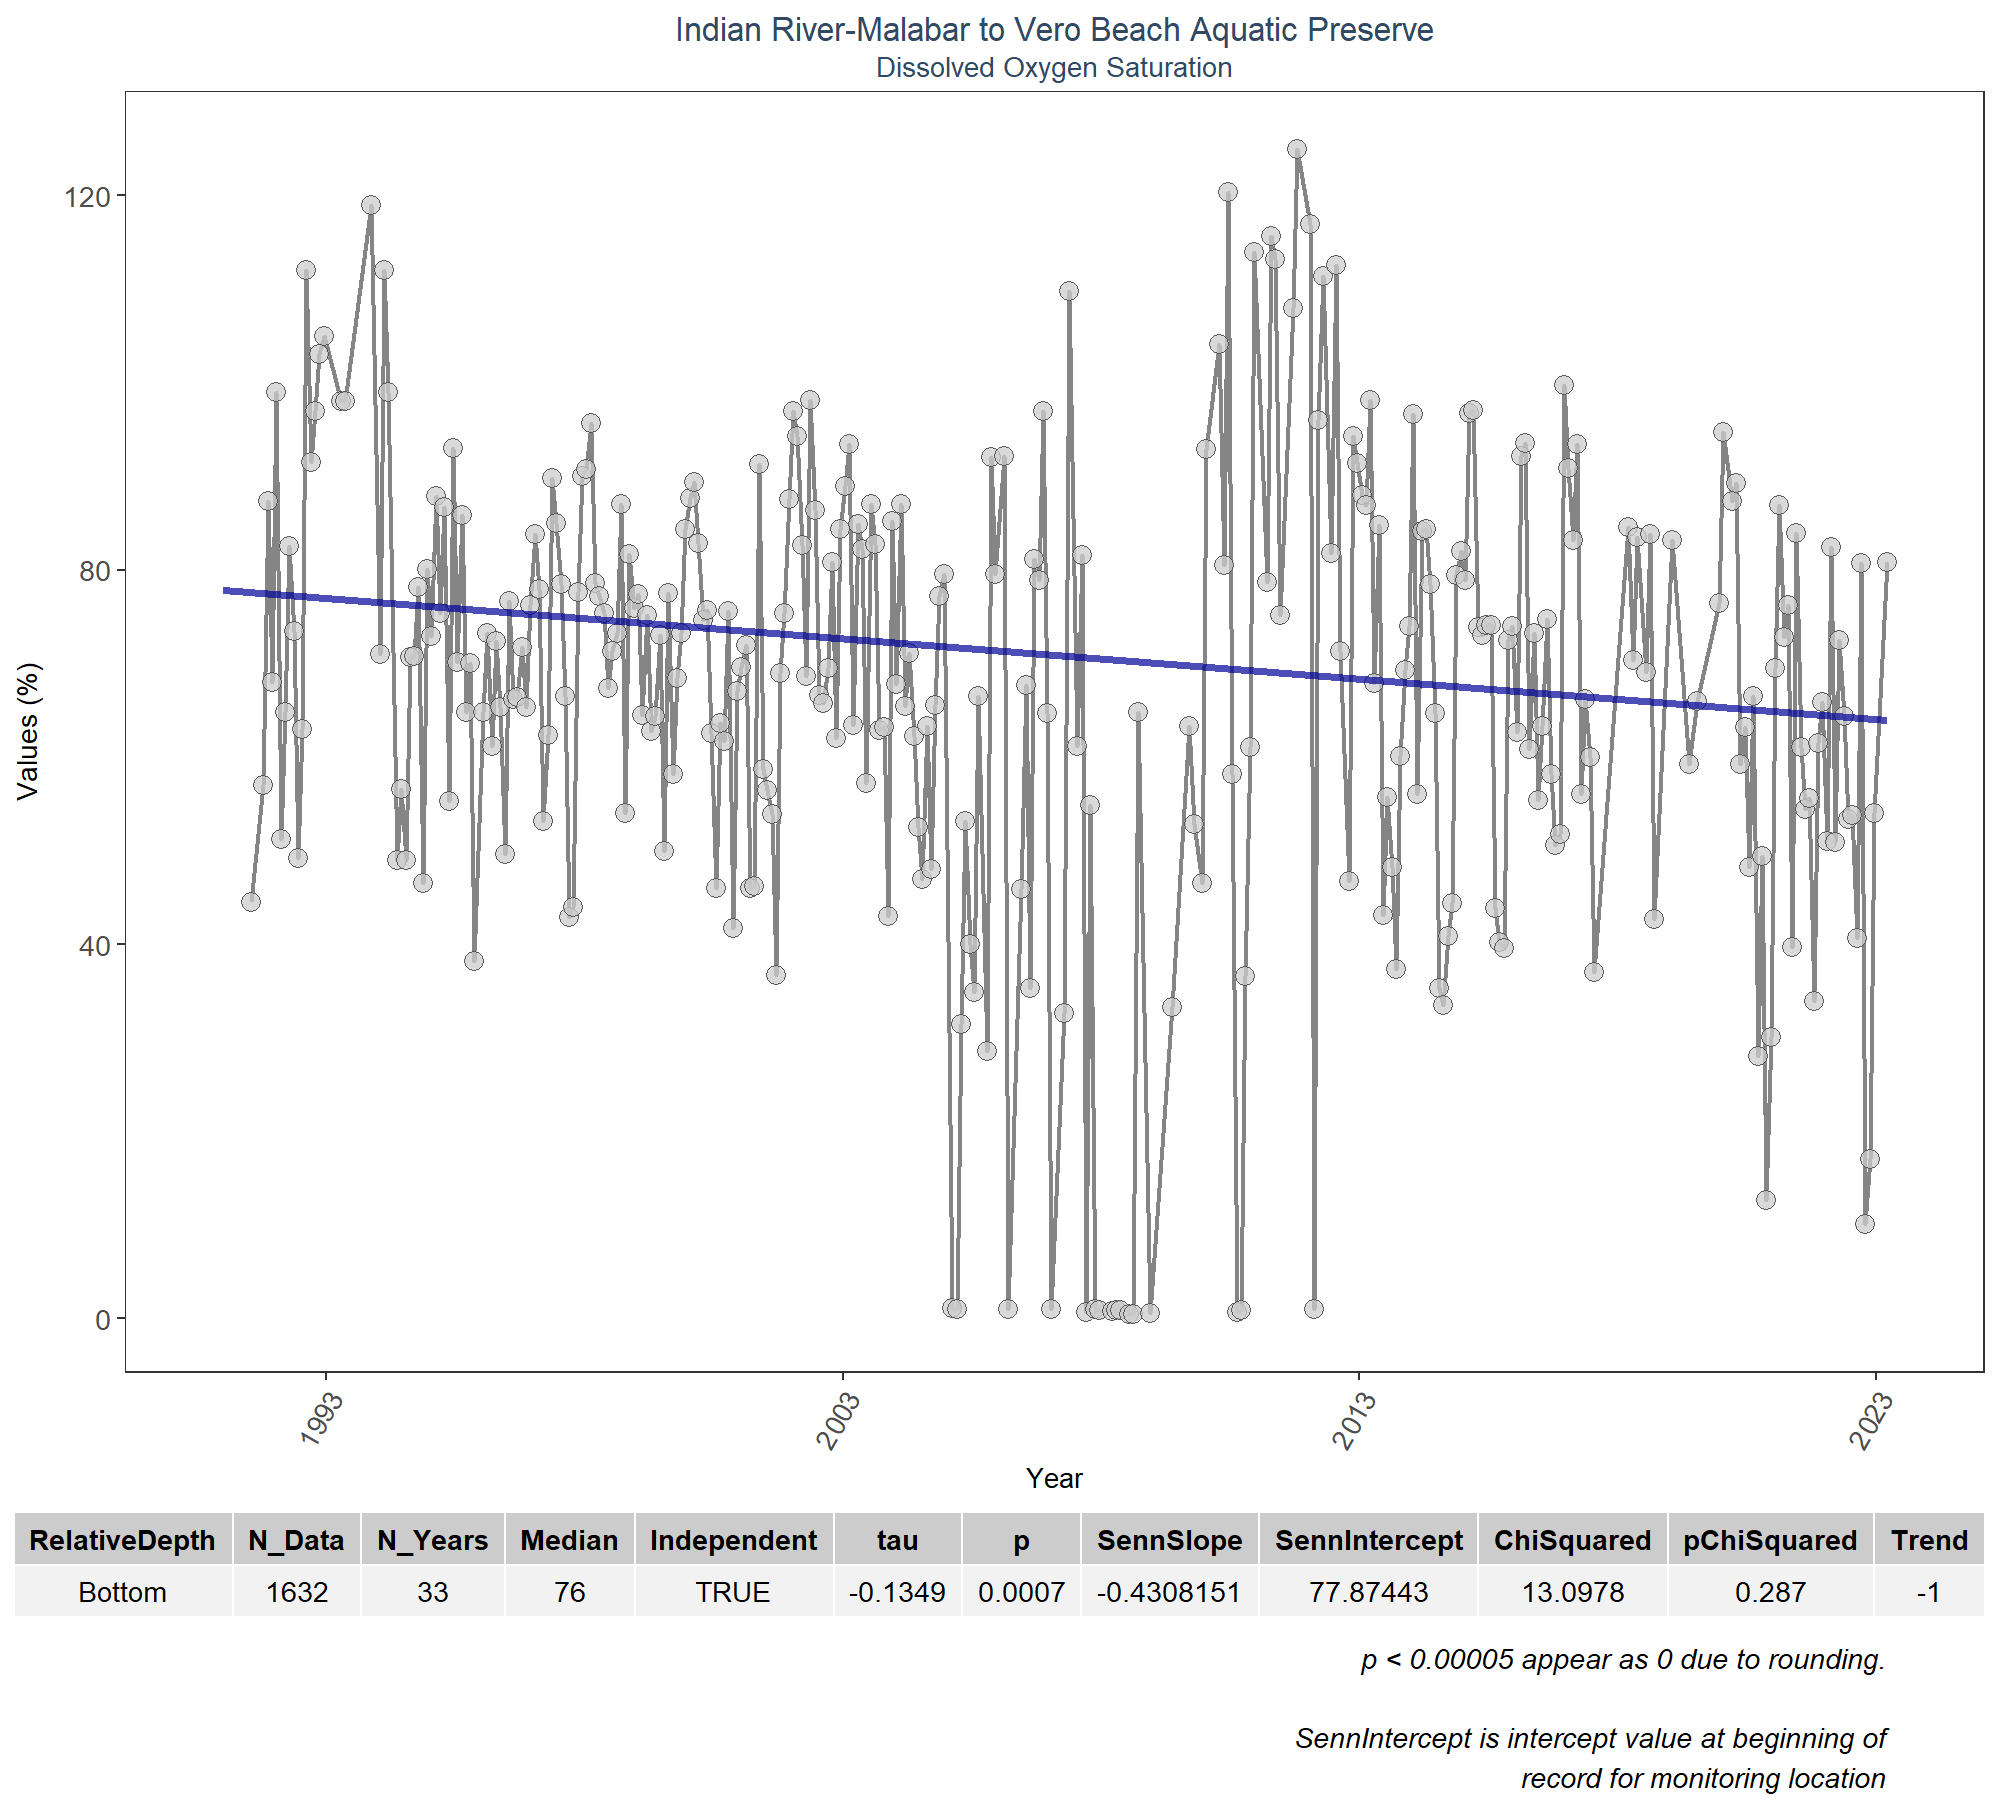 Indian River-Malabar to Vero Beach Aquatic Preserve
Dissolved Oxygen Saturation
Values (%)
120
80
40
0
1993
2003
2013
2023
Year
RelativeDepth N_Data N_Years Median Independent tau p SennSlope SennIntercept ChiSquared pChiSquared Trend
Bottom 1632 33 76 TRUE -0.1349 0.0007 -0.4308151 77.87443 13.0978 0.287 -1
p < 0.00005 appear as 0 due to rounding.
SennIntercept is intercept value at beginning of
record for monitoring location